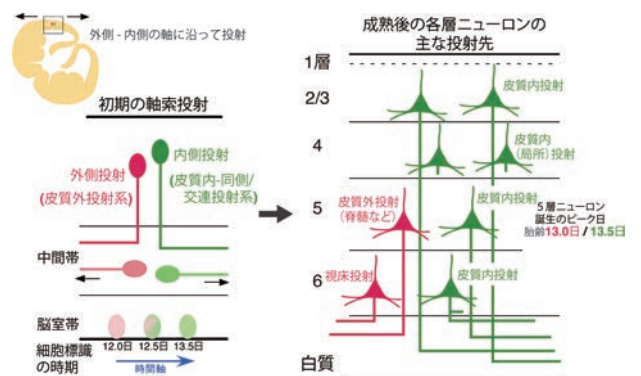 外側 - 内側の軸に沿って投射
初期の軸索投射
外側投射
(皮質外投射系)
内側投射
(皮質内-同側/
交連投射系)
中間帯
脳室帯
細胞標識
の時期
12.0日 12.5日 13.5日
時間軸
成熟後の各層ニューロンの
主な投射先
1層
2/3
皮質内投射
4
皮質内
(局所)投射
5
皮質外投射
(脊髄など)
皮質内投射
5層ニューロン
誕生のピーク日
胎齢13.0日 / 13.5日
6
視床投射
皮質内投射
白質